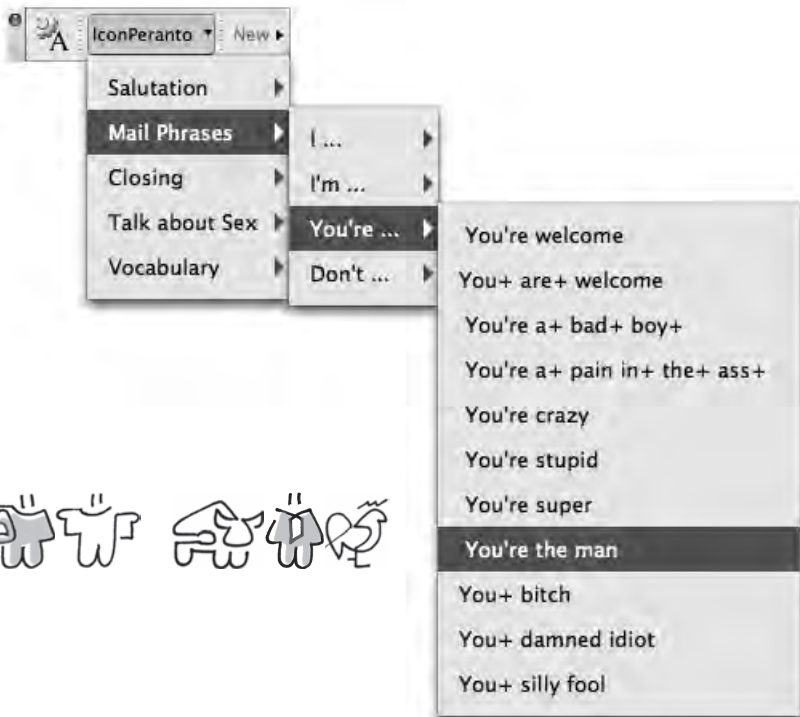 A IconPeranto New
Salutation
Mail Phrases
Closing
Talk about Sex
Vocabulary
I ...
I'm ...
You're ...
Don't ...
You're welcome
You+ are+ welcome
You're a+ bad+ boy+
You're a+ pain in+ the+ ass+
You're crazy
You're stupid
You're super
You're the man
You+ bitch
You+ damned idiot
You+ silly fool